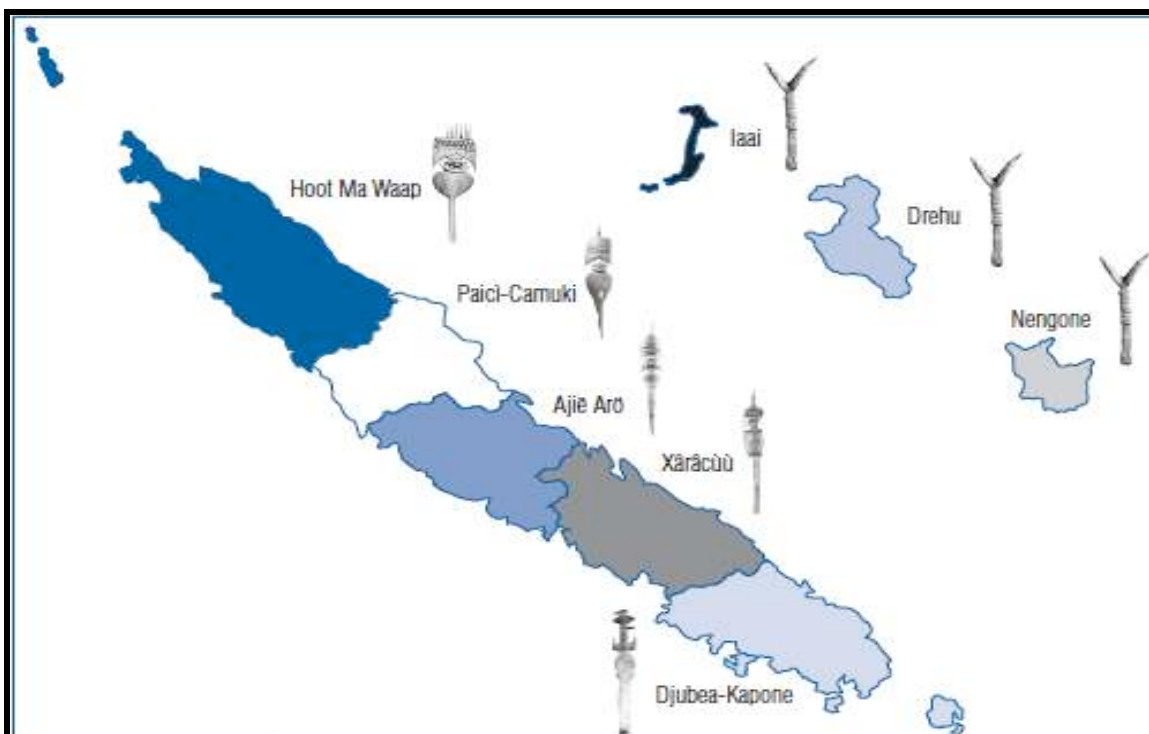 Iaai
Hoot Ma Waap
Drehu
Paicî-Camuki
Nengone
Ajië Arö
Xârâcùù
Djubea-Kapone